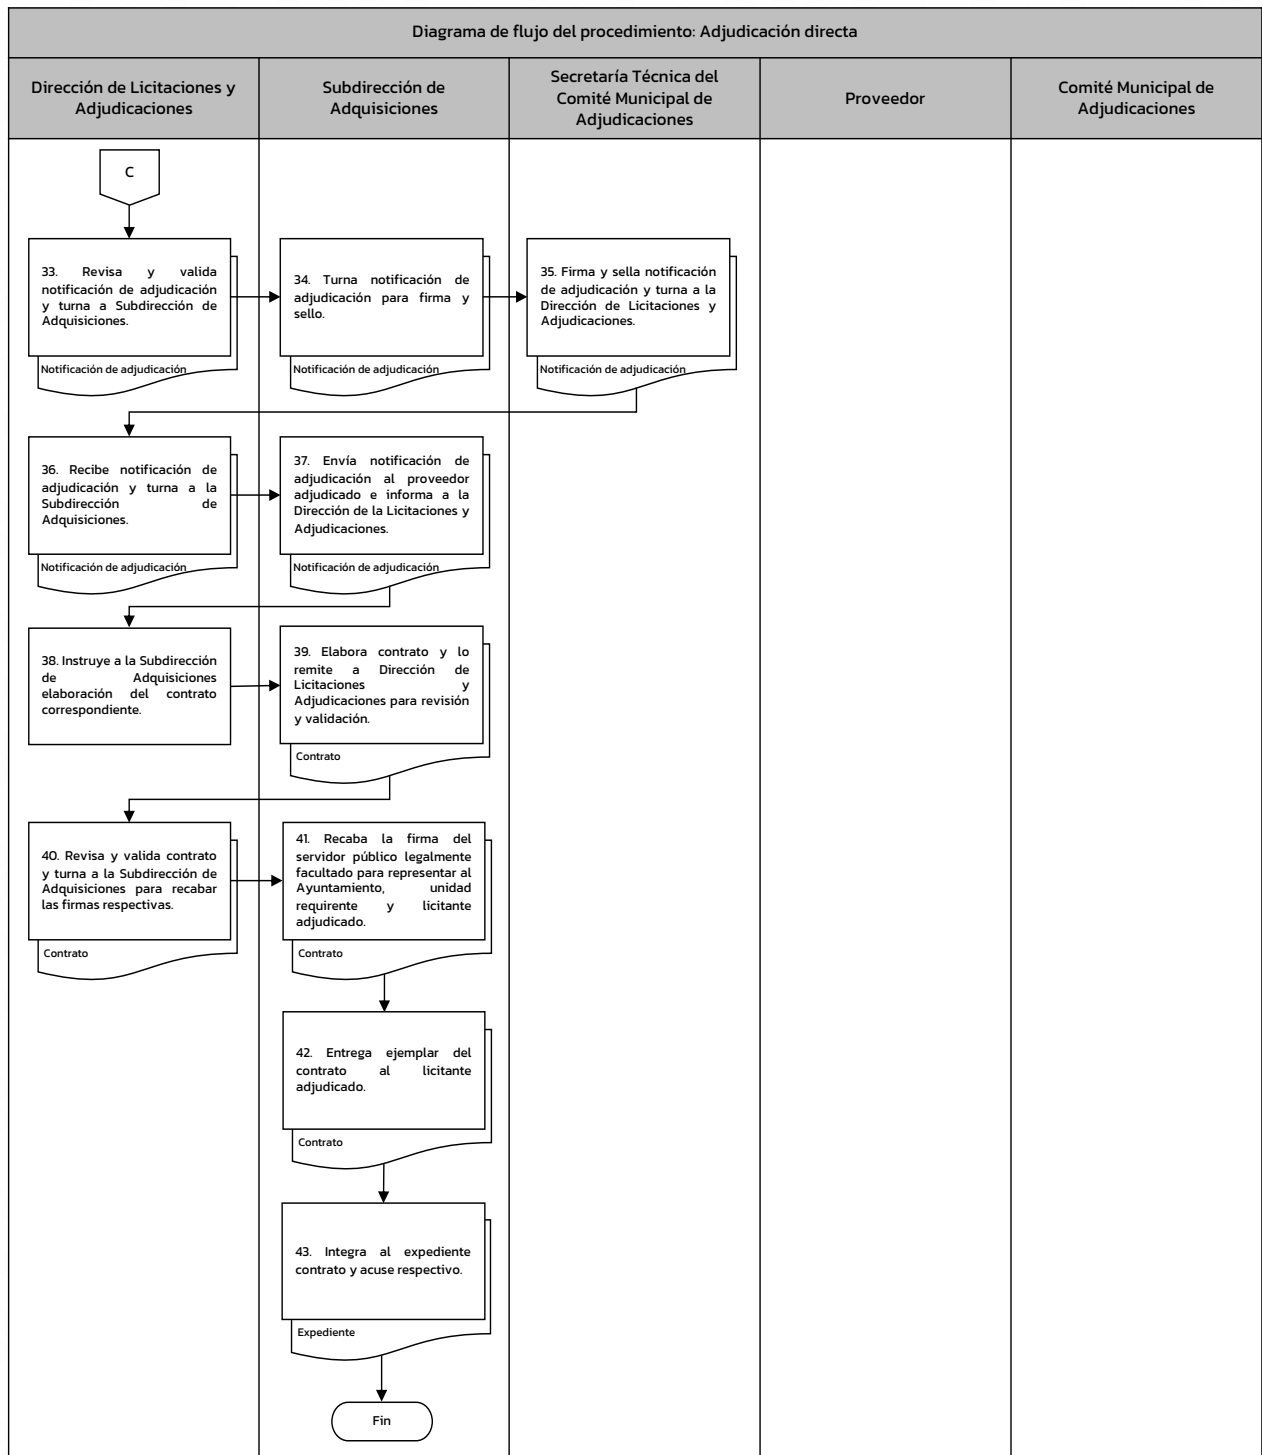 Diagrama de flujo del procedimiento: Adjudicación directa
Dirección de Licitaciones y
Adjudicaciones
Subdirección de
Adquisiciones
Secretaría Técnica del
Comité Municipal de
Adjudicaciones
Proveedor
Comité Municipal de
Adjudicaciones
C
33. Revisa y valida
notificación de adjudicación
y turna a Subdirección de
Adquisiciones.
Notificación de adjudicación
34. Turna notificación de
adjudicación para firma y
sello.
Notificación de adjudicación
35. Firma y sella notificación
de adjudicación y turna a la
Dirección de Licitaciones y
Adjudicaciones.
Notificación de adjudicación
36. Recibe notificación de
adjudicación y turna a la
Subdirección de
Adquisiciones.
Notificación de adjudicación
37. Envía notificación de
adjudicación al proveedor
adjudicado e informa a la
Dirección de la Licitaciones y
Adjudicaciones.
Notificación de adjudicación
38. Instruye a la Subdirección
de Adquisiciones
elaboración del contrato
correspondiente.
39. Elabora contrato y lo
remite a Dirección de
Licitaciones y
Adjudicaciones para revisión
y validación.
Contrato
40. Revisa y valida contrato
y turna a la Subdirección de
Adquisiciones para recabar
las firmas respectivas.
Contrato
41. Recaba la firma del
servidor público legalmente
facultado para representar al
Ayuntamiento, unidad
requirente y licitante
adjudicado.
Contrato
42. Entrega ejemplar del
contrato al licitante
adjudicado.
Contrato
43. Integra al expediente
contrato y acuse respectivo.
Expediente
Fin